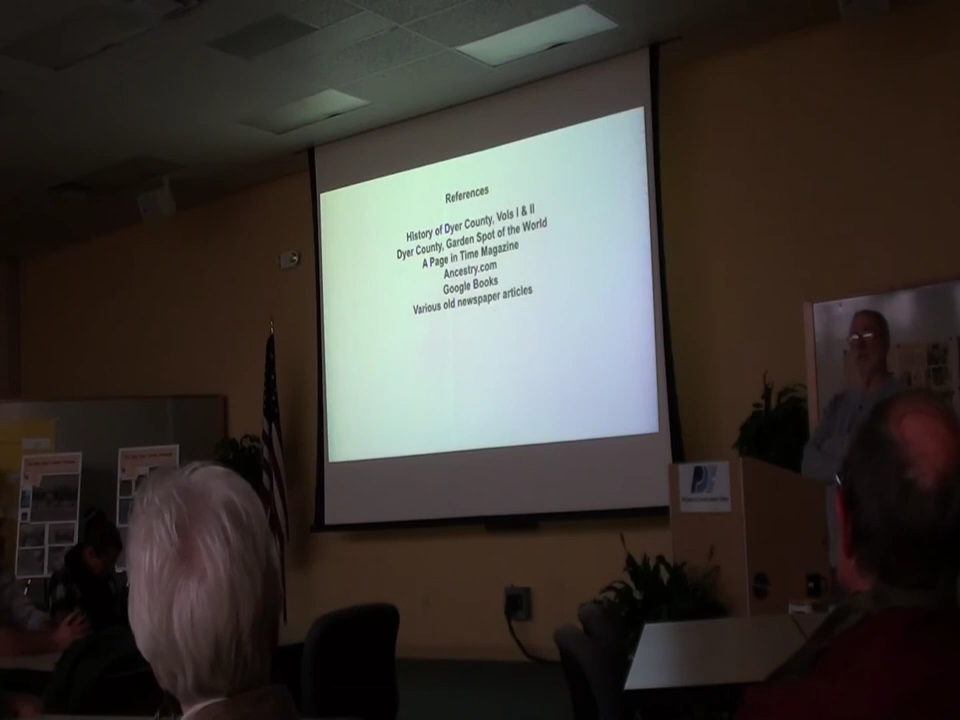 References
History of Dyer County, Vols I & II
Dyer County, Garden Spot of the World
A Page in Time Magazine
Ancestry.com
Google Books
Various old newspaper articles